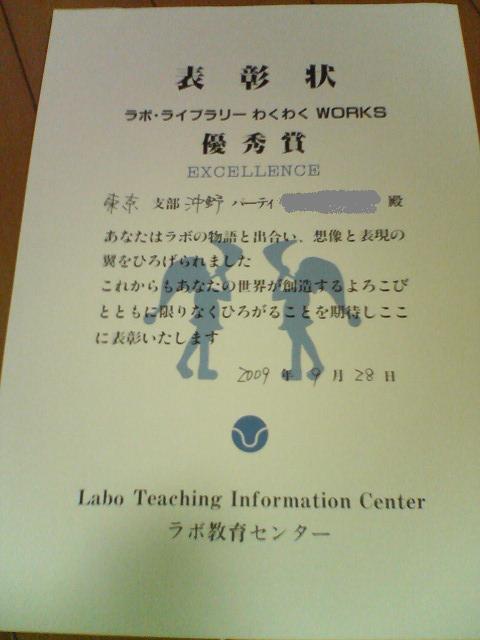 表彰状
ラボ・ライブラリー わくわく WORKS
優秀賞
EXCELLENCE
東京 支部 沖野 パーティ 殿
あなたはラボの物語と出合い、想像と表現の
翼をひろげられました
これからもあなたの世界が創造するよろこび
とともに限りなくひろがることを期待しここ
に表彰いたします
2009 年 9 月 28 日
Labo Teaching Information Center
ラボ教育センター